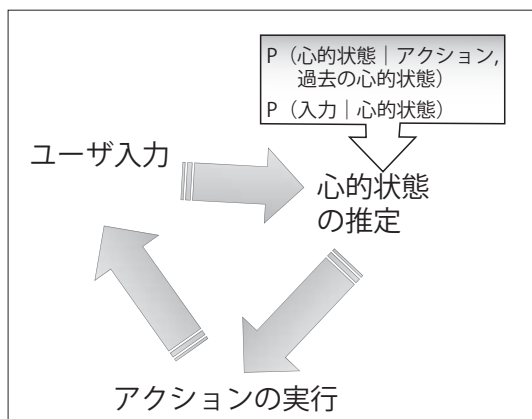 P（心的状態｜アクション,
過去の心的状態）
P（入力｜心的状態）
ユーザ入力
心的状態
の推定
アクションの実行